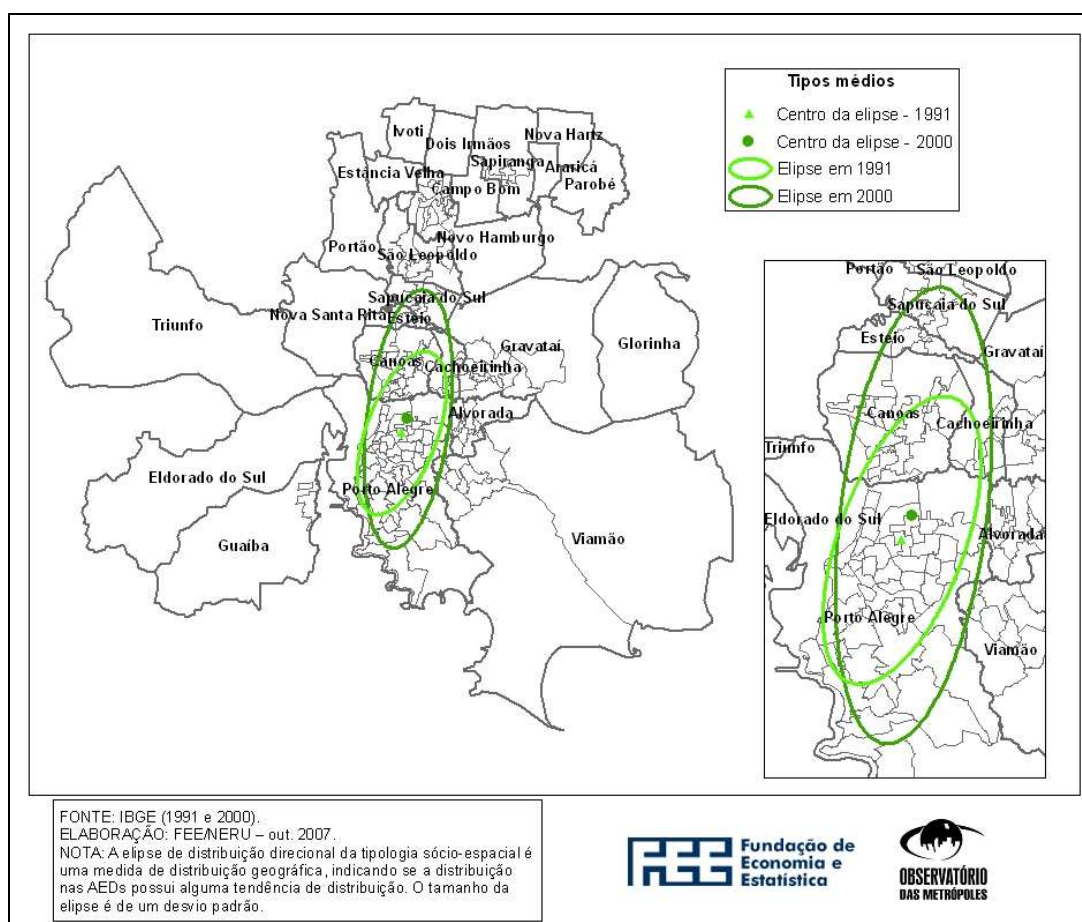 Tipos médios
Centro da elipse - 1991
Centro da elipse - 2000
Elipse em 1991
Elipse em 2000
Ivoti
Dois Irmãos
Nova Hartz
Sapiranga
Araricá
Estância Velha
Campo Bom
Parobé
Novo Hamburgo
Portão
São Leopoldo
Sapucaia do Sul
Nova Santa Rita
Esteio
Triunfo
Gravataí
Glorinha
Canoas
Cachoeirinha
Alvorada
Eldorado do Sul
Porto Alegre
Guaíba
Viamão
Portão
São Leopoldo
Sapucaia do Sul
Esteio
Gravataí
Canoas
Cachoeirinha
Triunfo
Eldorado do Sul
Alvorada
Porto Alegre
Viamão
FONTE: IBGE (1991 e 2000).
ELABORAÇÃO: FEE/NERU – out. 2007.
NOTA: A elipse de distribuição direcional da tipologia sócio-espacial é
uma medida de distribuição geográfica, indicando se a distribuição
nas AEDs possui alguma tendência de distribuição. O tamanho da
elipse é de um desvio padrão.
FEE
Fundação de
Economia e
Estatística
OBSERVATÓRIO
DAS METRÓPOLES